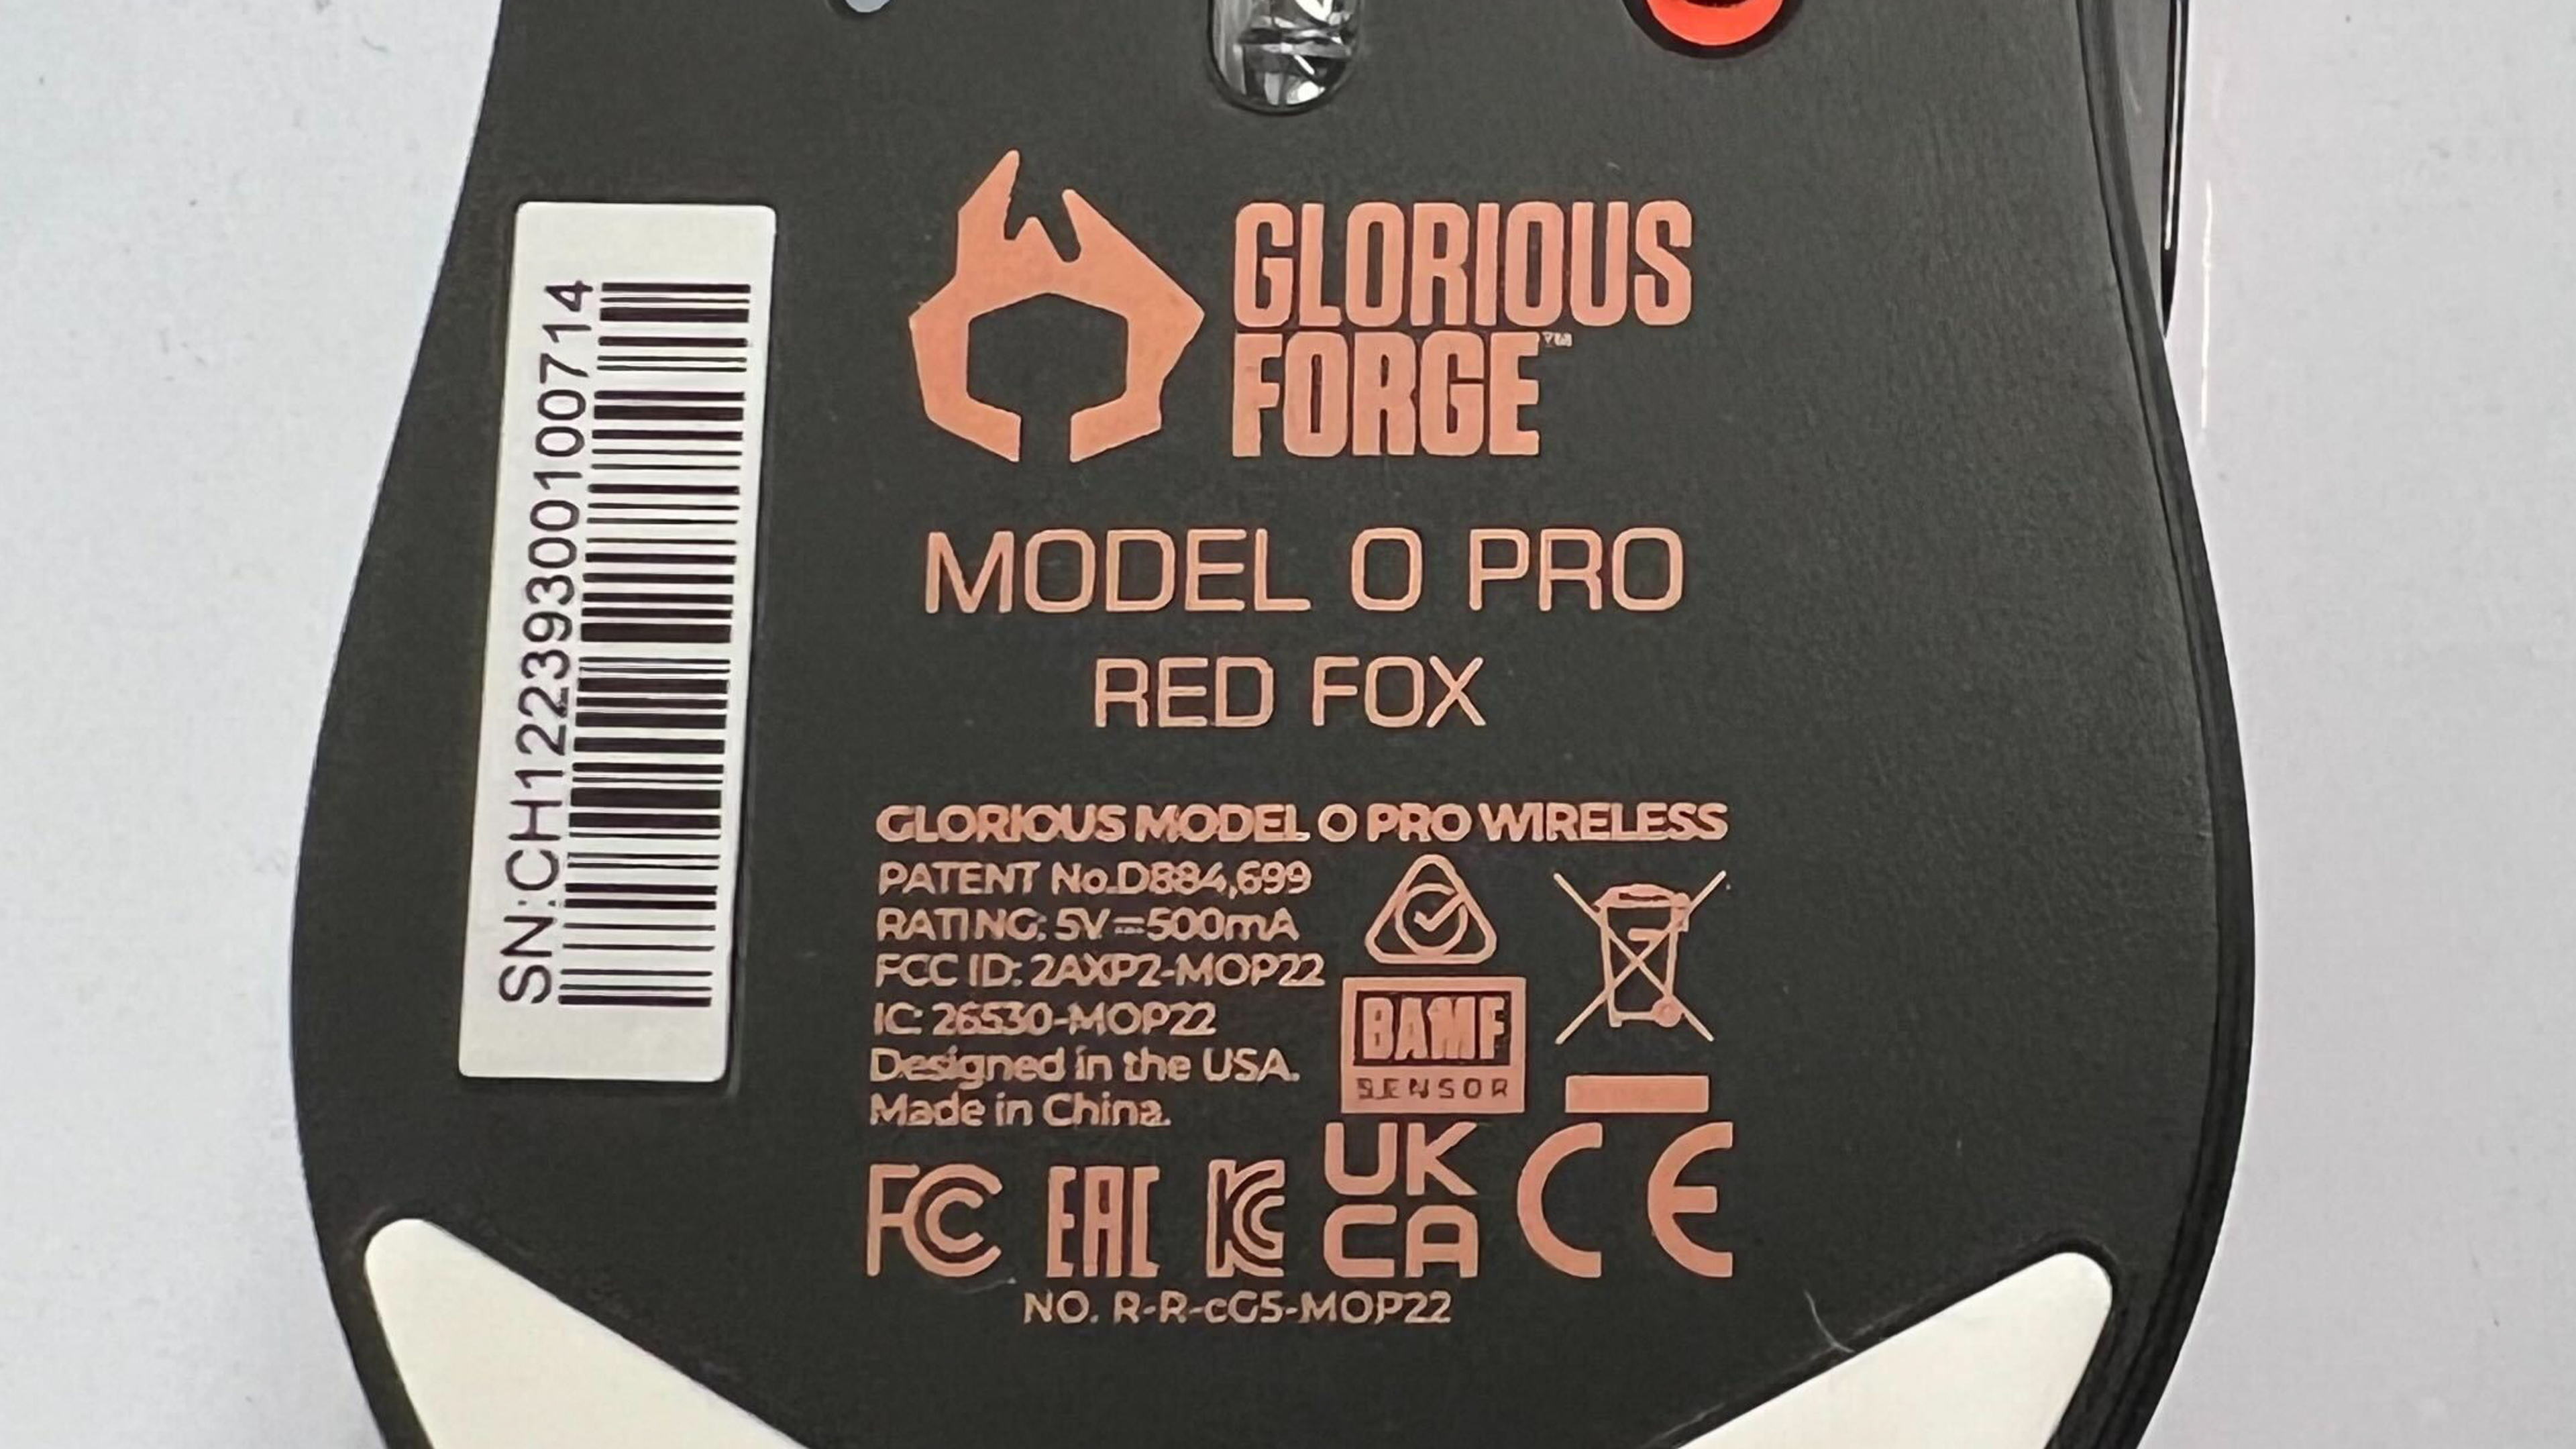 GLORIOUS
FORGE™
MODEL O PRO
RED FOX
SN:CH12239300100714
GLORIOUS MODEL O PRO WIRELESS
PATENT No.D884,699
RATING: 5V⎓500mA
FCC ID: 2AXP2-MOP22
IC: 26530-MOP22
Designed in the USA.
Made in China.
BAMF
SENSOR
FC EAC KC UK CA CE
NO. R-R-cG5-MOP22